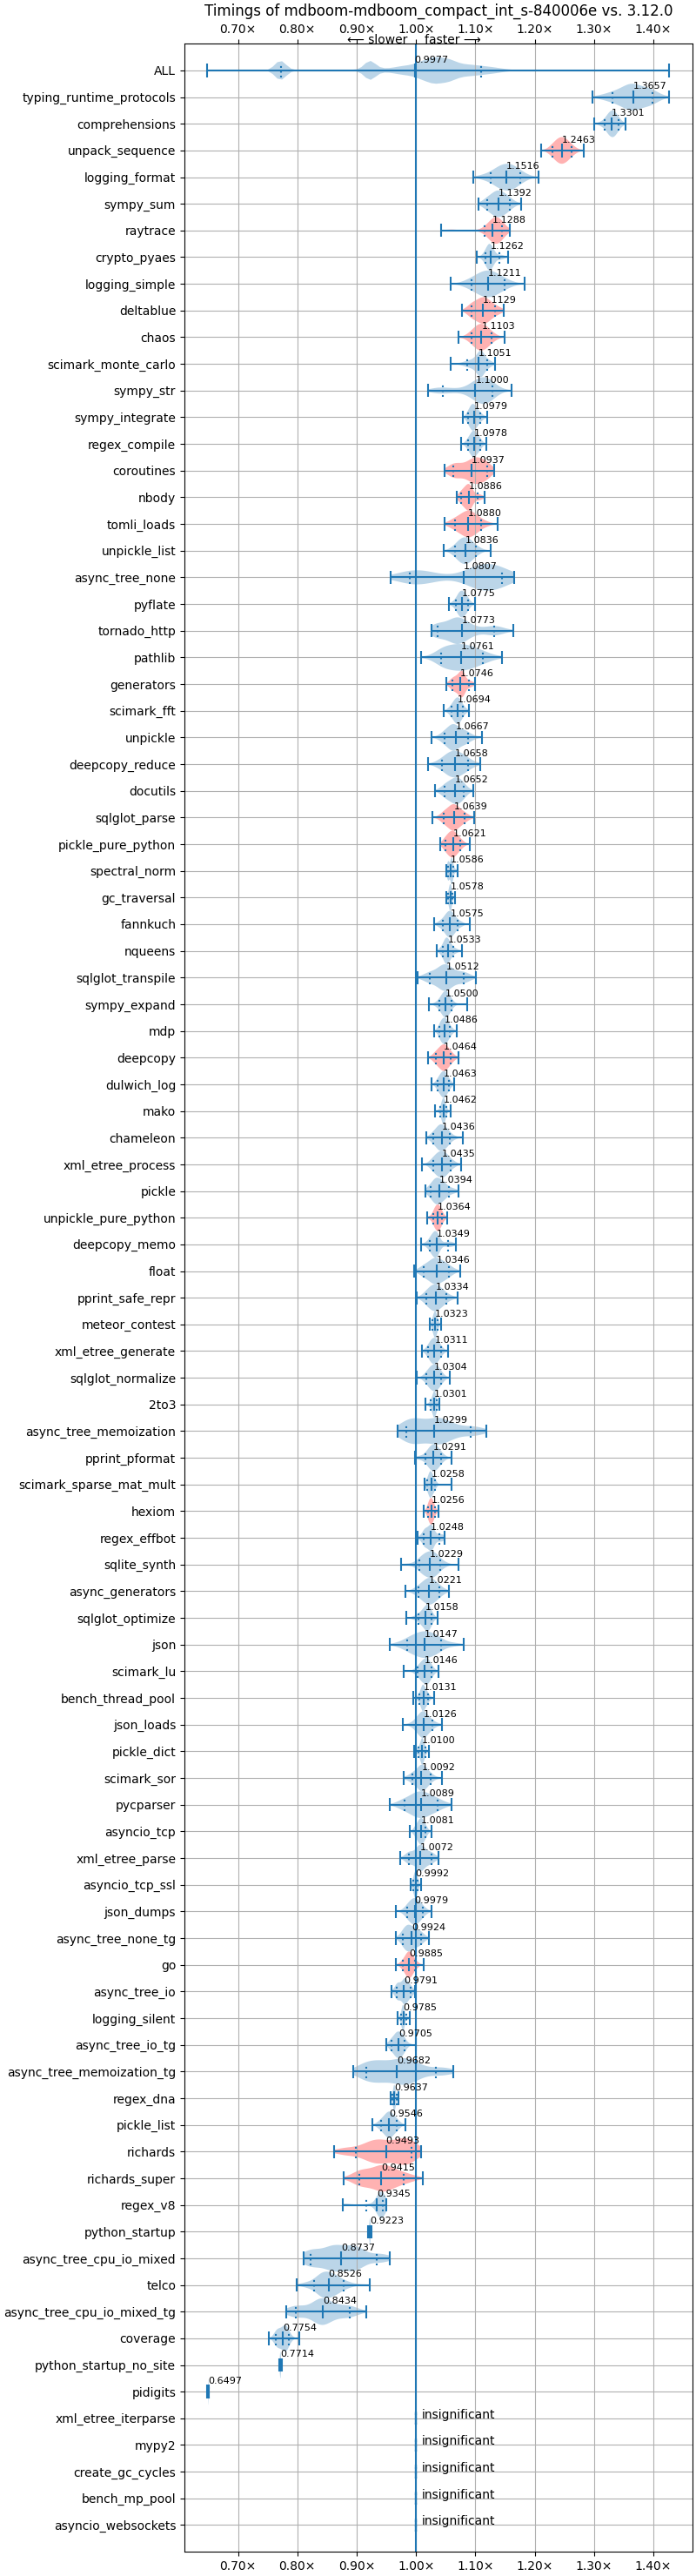 Timings of mdboom-mdboom_compact_int_s-840006e vs. 3.12.0
0.70× 0.80× 0.90× 1.00× 1.10× 1.20× 1.30× 1.40×
← slower faster →
ALL 0.9977
typing_runtime_protocols 1.3657
comprehensions 1.3301
unpack_sequence 1.2463
logging_format 1.1516
sympy_sum 1.1392
raytrace 1.1288
crypto_pyaes 1.1262
logging_simple 1.1211
deltablue 1.1129
chaos 1.1103
scimark_monte_carlo 1.1051
sympy_str 1.1000
sympy_integrate 1.0979
regex_compile 1.0978
coroutines 1.0937
nbody 1.0886
tomli_loads 1.0880
unpickle_list 1.0836
async_tree_none 1.0807
pyflate 1.0775
tornado_http 1.0773
pathlib 1.0761
generators 1.0746
scimark_fft 1.0694
unpickle 1.0667
deepcopy_reduce 1.0658
docutils 1.0652
sqlglot_parse 1.0639
pickle_pure_python 1.0621
spectral_norm 1.0586
gc_traversal 1.0578
fannkuch 1.0575
nqueens 1.0533
sqlglot_transpile 1.0512
sympy_expand 1.0500
mdp 1.0486
deepcopy 1.0464
dulwich_log 1.0463
mako 1.0462
chameleon 1.0436
xml_etree_process 1.0435
pickle 1.0394
unpickle_pure_python 1.0364
deepcopy_memo 1.0349
float 1.0346
pprint_safe_repr 1.0334
meteor_contest 1.0323
xml_etree_generate 1.0311
sqlglot_normalize 1.0304
2to3 1.0301
async_tree_memoization 1.0299
pprint_pformat 1.0291
scimark_sparse_mat_mult 1.0258
hexiom 1.0256
regex_effbot 1.0248
sqlite_synth 1.0229
async_generators 1.0221
sqlglot_optimize 1.0158
json 1.0147
scimark_lu 1.0146
bench_thread_pool 1.0131
json_loads 1.0126
pickle_dict 1.0100
scimark_sor 1.0092
pycparser 1.0089
asyncio_tcp 1.0081
xml_etree_parse 1.0072
asyncio_tcp_ssl 0.9992
json_dumps 0.9979
async_tree_none_tg 0.9924
go 0.9885
async_tree_io 0.9791
logging_silent 0.9785
async_tree_io_tg 0.9705
async_tree_memoization_tg 0.9682
regex_dna 0.9637
pickle_list 0.9546
richards 0.9493
richards_super 0.9415
regex_v8 0.9345
python_startup 0.9223
async_tree_cpu_io_mixed 0.8737
telco 0.8526
async_tree_cpu_io_mixed_tg 0.8434
coverage 0.7754
python_startup_no_site 0.7714
pidigits 0.6497
xml_etree_iterparse insignificant
mypy2 insignificant
create_gc_cycles insignificant
bench_mp_pool insignificant
asyncio_websockets insignificant
0.70× 0.80× 0.90× 1.00× 1.10× 1.20× 1.30× 1.40×